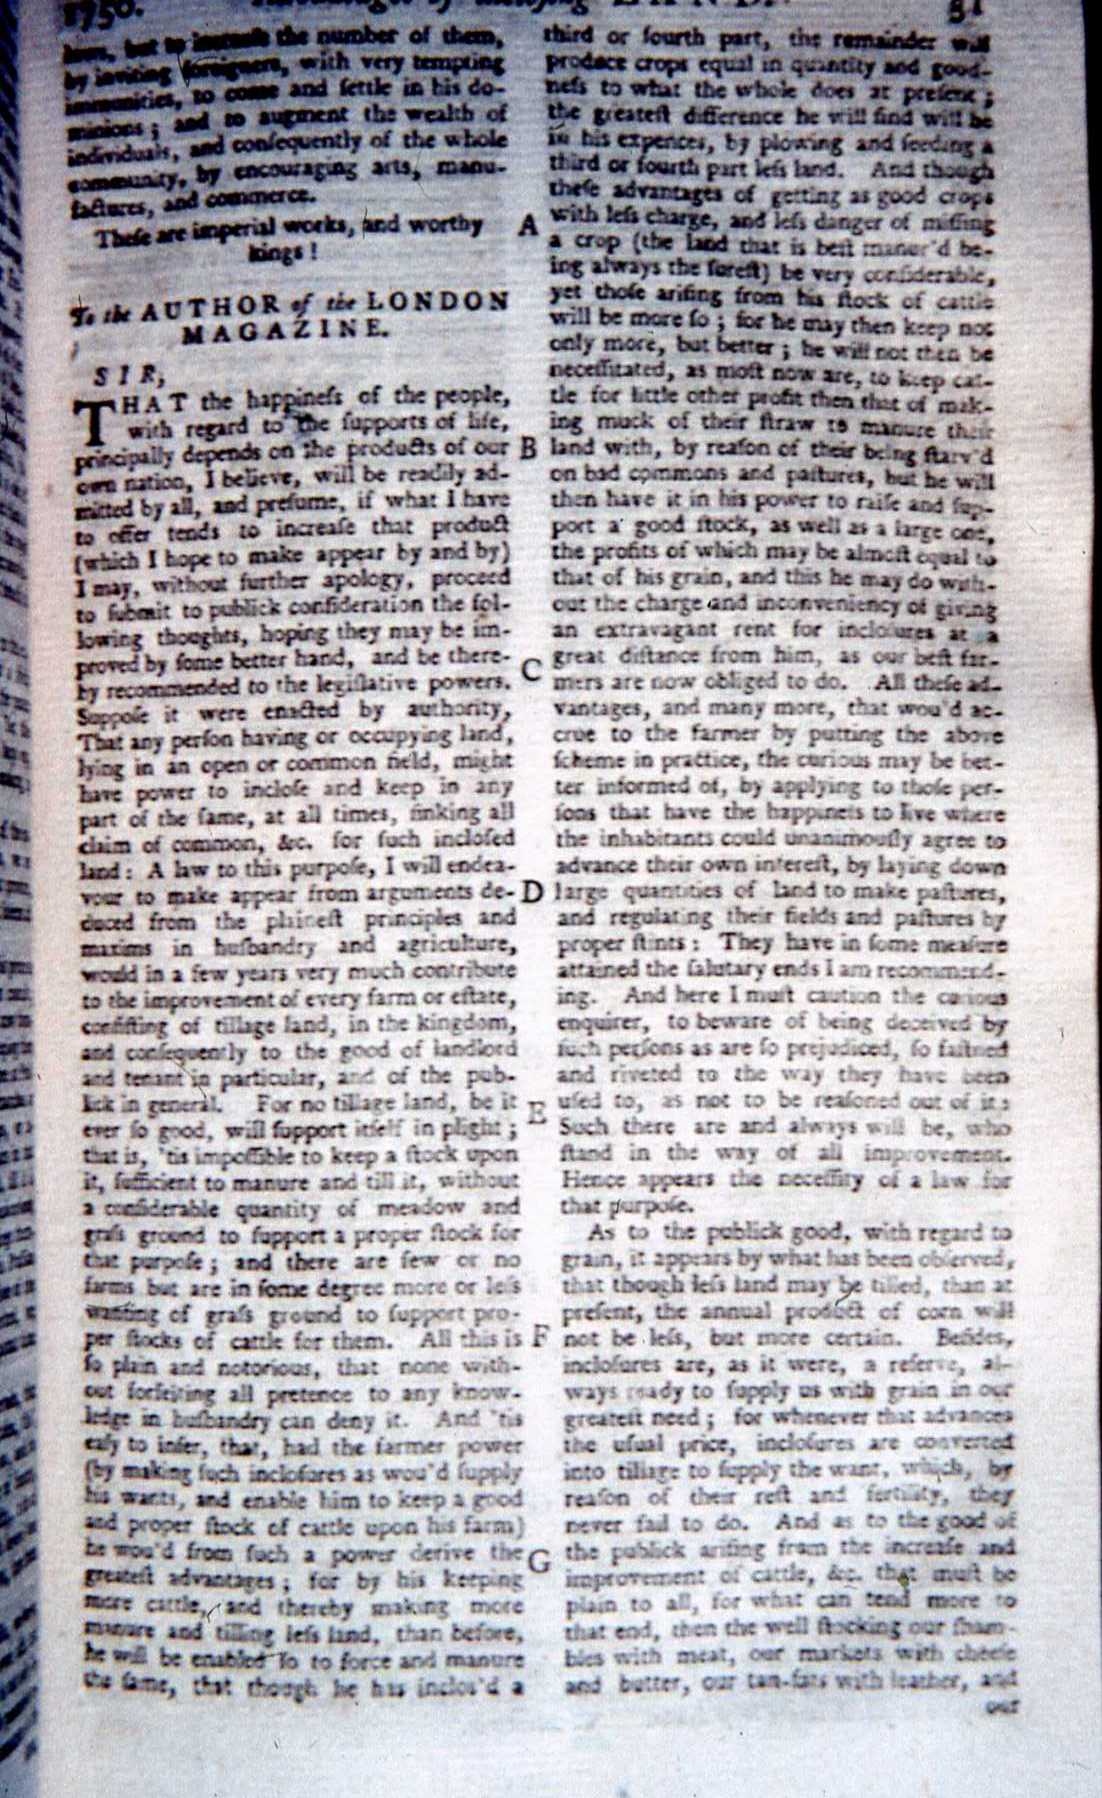 1750. Advantages of inclosing LAND. 81
here, but to increase the number of them,
by inviting foreigners, with very tempting
immunities, to come and ſettle in his do-
minions; and to augment the wealth of
individuals, and conſequently of the whole
community, by encouraging arts, manu-
factures, and commerce.
Theſe are imperial works, and worthy
kings!
To the AUTHOR of the LONDON
MAGAZINE.
SIR,
THAT the happineſs of the people,
with regard to the ſupports of life,
principally depends on the products of our
own nation, I believe, will be readily ad-
mitted by all, and preſume, if what I have
to offer tends to increaſe that product
(which I hope to make appear by and by)
I may, without further apology, proceed
to ſubmit to publick conſideration the fol-
lowing thoughts, hoping they may be im-
proved by ſome better hand, and be there-
by recommended to the legiſlative powers.
Suppoſe it were enacted by authority,
That any perſon having or occupying land,
lying in an open or common field, might
have power to incloſe and keep in any
part of the ſame, at all times, ſinking all
claim of common, &c. for ſuch incloſed
land: A law to this purpoſe, I will endea-
vour to make appear from arguments de-
duced from the plaineſt principles and
maxims in huſbandry and agriculture,
would in a few years very much contribute
to the improvement of every farm or eſtate,
conſiſting of tillage land, in the kingdom,
and conſequently to the good of landlord
and tenant in particular, and of the pub-
lick in general. For no tillage land, be it
ever ſo good, will ſupport itſelf in plight;
that is, 'tis impoſſible to keep a ſtock upon
it, ſufficient to manure and till it, without
a conſiderable quantity of meadow and
graſs ground to ſupport a proper ſtock for
that purpoſe; and there are few or no
farms but are in ſome degree more or leſs
wanting of graſs ground to ſupport pro-
per ſtocks of cattle for them. All this is
ſo plain and notorious, that none with-
out forfeiting all pretence to any know-
ledge in huſbandry can deny it. And 'tis
eaſy to infer, that, had the farmer power
(by making ſuch incloſures as wou'd ſupply
his wants, and enable him to keep a good
and proper ſtock of cattle upon his farm)
he wou'd from ſuch a power derive the
greateſt advantages; for by his keeping
more cattle, and thereby making more
manure and tilling leſs land, than before,
he will be enabled ſo to force and manure
the ſame, that though he has inclos'd a
A
B
C
D
E
F
G
third or fourth part, the remainder will
produce crops equal in quantity and good-
neſs to what the whole does at preſent;
the greateſt difference he will find will be
in his expences, by plowing and ſeeding a
third or fourth part leſs land. And though
theſe advantages of getting as good crops
with leſs charge, and leſs danger of miſſing
a crop (the land that is beſt manur'd be-
ing always the ſureſt) be very conſiderable,
yet thoſe ariſing from his ſtock of cattle
will be more ſo; for he may then keep not
only more, but better; he will not then be
neceſſitated, as moſt now are, to keep cat-
tle for little other profit then that of mak-
ing muck of their ſtraw to manure their
land with, by reaſon of their being ſtarv'd
on bad commons and paſtures, but he will
then have it in his power to raiſe and ſup-
port a good ſtock, as well as a large one,
the profits of which may be almoſt equal to
that of his grain, and this he may do with-
out the charge and inconveniency of giving
an extravagant rent for incloſures at a
great diſtance from him, as our beſt far-
mers are now obliged to do. All theſe ad-
vantages, and many more, that wou'd ac-
crue to the farmer by putting the above
ſcheme in practice, the curious may be bet-
ter informed of, by applying to thoſe per-
ſons that have the happineſs to live where
the inhabitants could unanimouſly agree to
advance their own intereſt, by laying down
large quantities of land to make paſtures,
and regulating their fields and paſtures by
proper ſtints: They have in ſome meaſure
attained the ſalutary ends I am recommend-
ing. And here I muſt caution the curious
enquirer, to beware of being deceived by
ſuch perſons as are ſo prejudiced, ſo faſtned
and riveted to the way they have been
uſed to, as not to be reaſoned out of it:
Such there are and always will be, who
ſtand in the way of all improvement.
Hence appears the neceſſity of a law for
that purpoſe.
As to the publick good, with regard to
grain, it appears by what has been obſerved,
that though leſs land may be tilled, than at
preſent, the annual product of corn will
not be leſs, but more certain. Beſides,
incloſures are, as it were, a reſerve, al-
ways ready to ſupply us with grain in our
greateſt need; for whenever that advances
the uſual price, incloſures are converted
into tillage to ſupply the want, which, by
reaſon of their reſt and fertility, they
never fail to do. And as to the good of
the publick ariſing from the increaſe and
improvement of cattle, &c. that muſt be
plain to all, for what can tend more to
that end, then the well ſtocking our ſham-
bles with meat, our markets with cheeſe
and butter, our tan-fats with leather, and
our